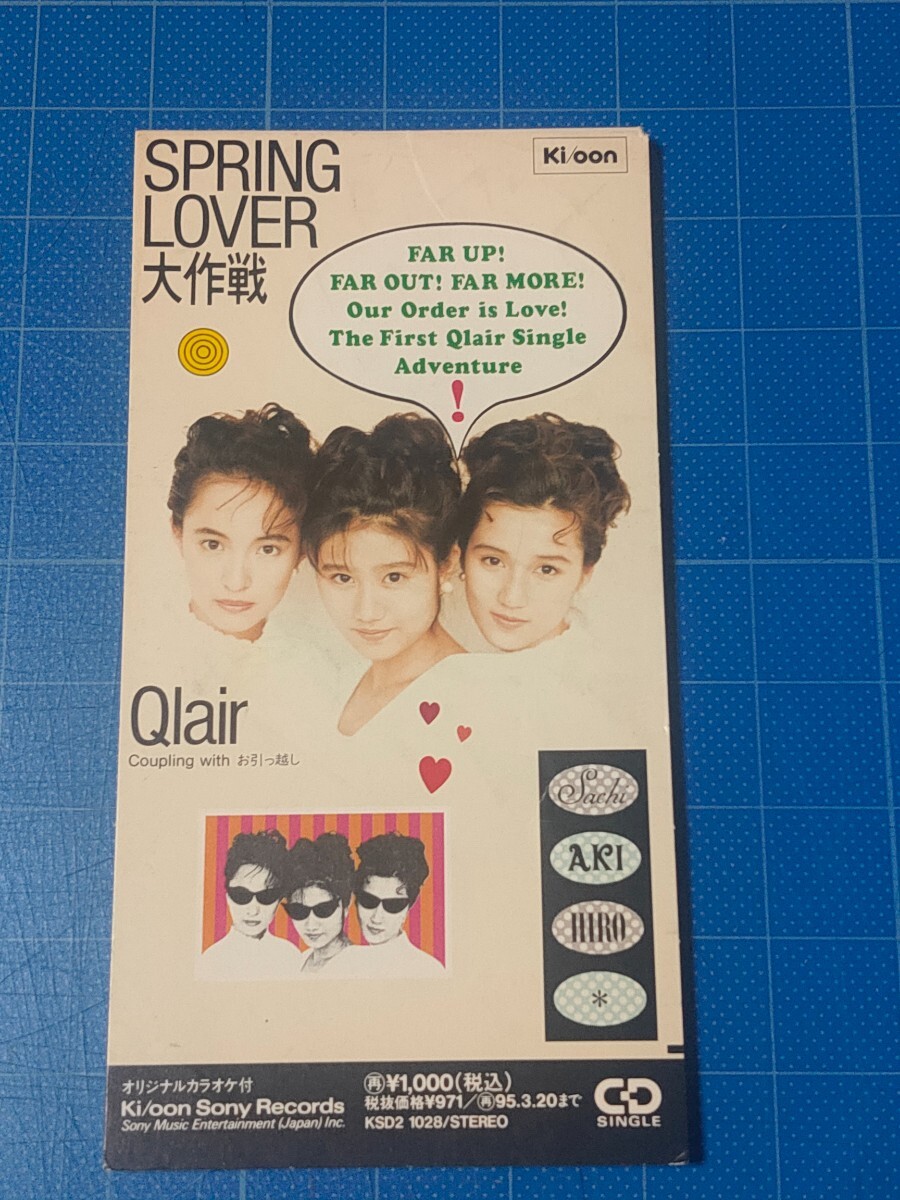 SPRING
LOVER
大作戦
Ki/oon
FAR UP!
FAR OUT! FAR MORE!
Our Order is Love!
The First Qlair Single
Adventure
!
Qlair
Coupling with お引っ越し
Sachi
AKI
HIRO
*
オリジナルカラオケ付
Ki/oon Sony Records
Sony Music Entertainment (Japan) Inc.
再¥1,000(税込)
税抜価格¥971/再95.3.20まで
KSD2 1028/STEREO
CD
SINGLE